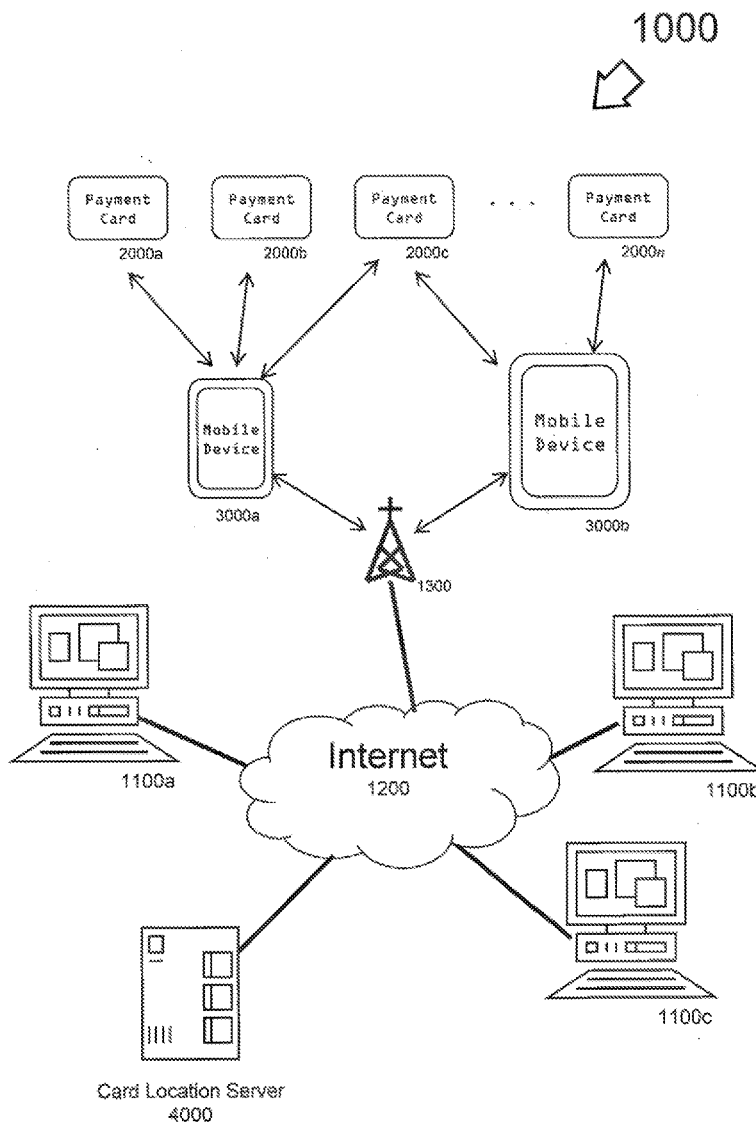 1000
Payment Card
2000a
Payment Card
2000b
Payment Card
2000c
. . .
Payment Card
2000n
Mobile Device
3000a
Mobile Device
3000b
1300
1100a
Internet
1200
1100b
1100c
Card Location Server
4000